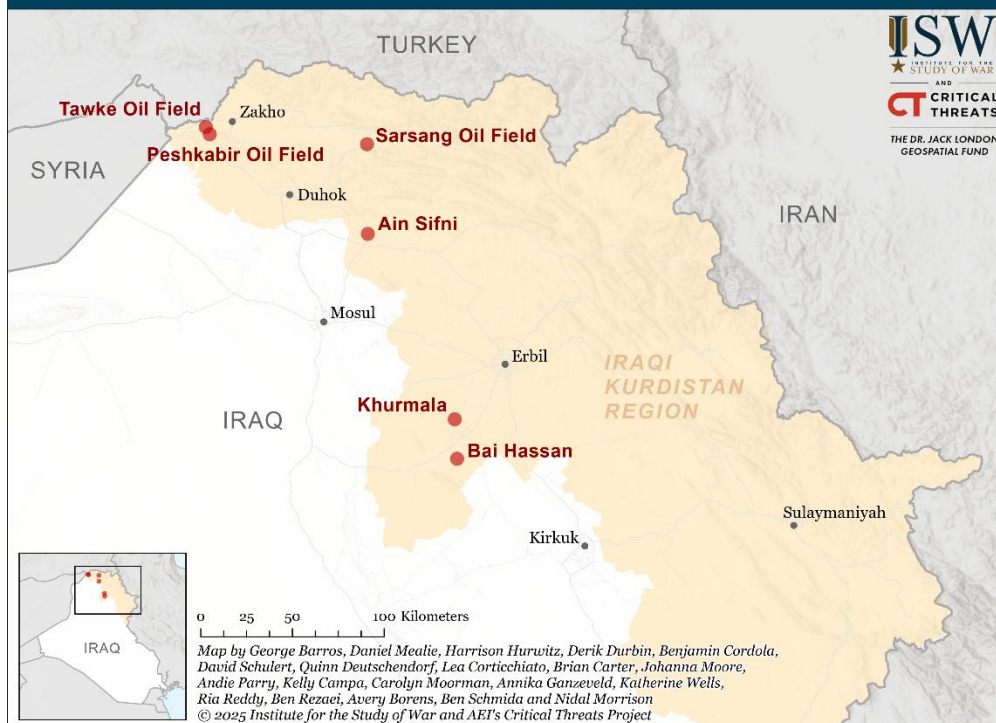 TURKEY
ISW
INSTITUTE FOR THE
STUDY OF WAR
AND
CT CRITICAL
THREATS
THE DR. JACK LONDON
GEOSPATIAL FUND
Tawke Oil Field
Zakho
Peshkabir Oil Field
Sarsang Oil Field
SYRIA
Duhok
IRAN
Ain Sifni
Mosul
Erbil
IRAQI
KURDISTAN
REGION
Khurmala
IRAQ
Bai Hassan
Sulaymaniyah
Kirkuk
IRAQ
0 25 50 100 Kilometers
Map by George Barros, Daniel Mealie, Harrison Hurwitz, Derik Durbin, Benjamin Cordola,
David Schulert, Quinn Deutschendorf, Lea Corticchiato, Brian Carter, Johanna Moore,
Andie Parry, Kelly Campa, Carolyn Moorman, Annika Ganzeveld, Katherine Wells,
Ria Reddy, Ben Rezaei, Avery Borens, Ben Schmida and Nidal Morrison
© 2025 Institute for the Study of War and AEI's Critical Threats Project